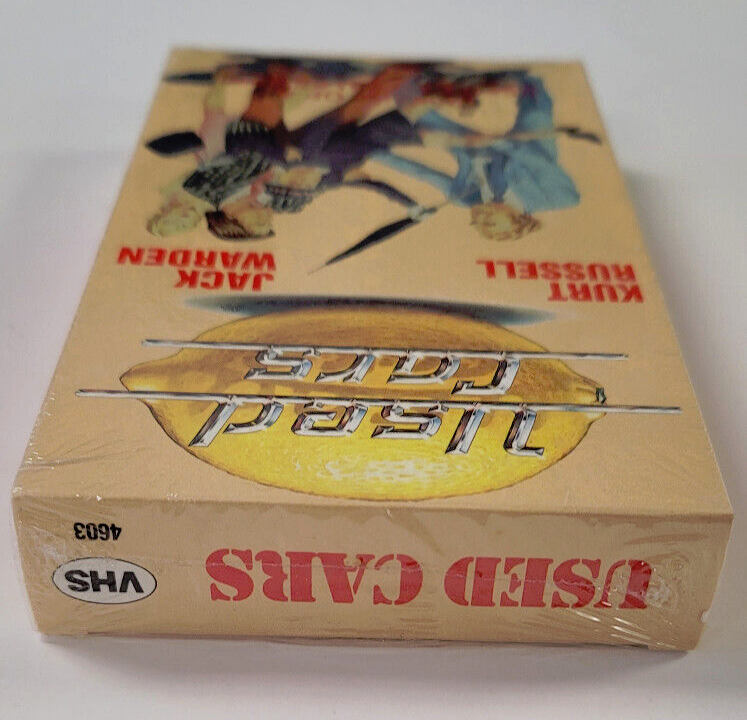 USED CARS
VHS
4603
Used
cars
KURT
RUSSELL
JACK
WARDEN